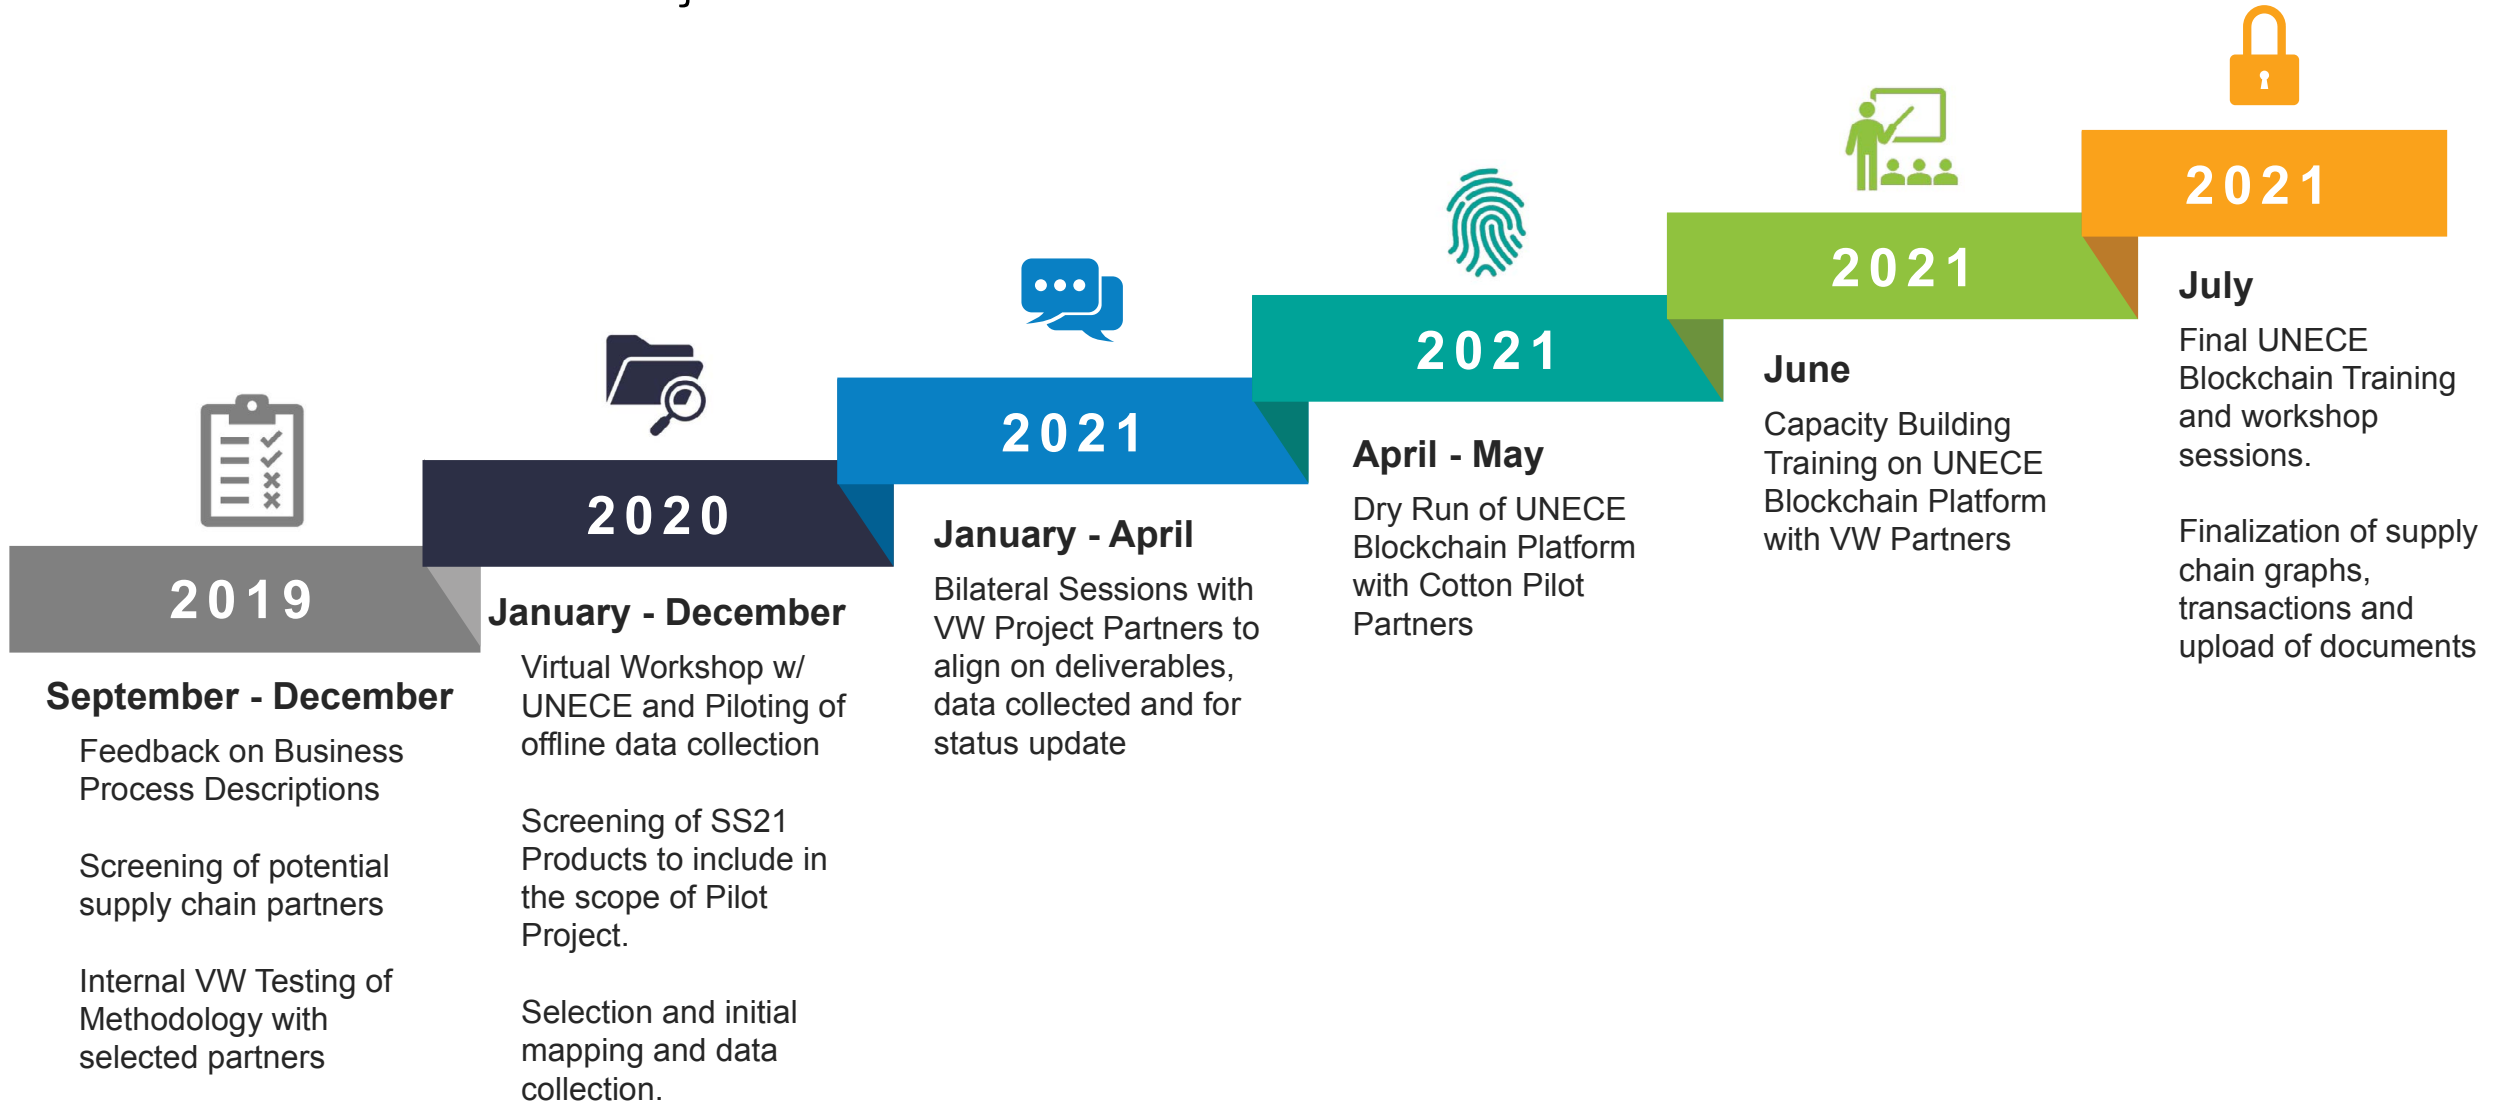 2019
September - December
Feedback on Business
Process Descriptions
Screening of potential
supply chain partners
Internal VW Testing of
Methodology with
selected partners
2020
January - December
Virtual Workshop w/
UNECE and Piloting of
offline data collection
Screening of SS21
Products to include in
the scope of Pilot
Project.
Selection and initial
mapping and data
collection.
2021
January - April
Bilateral Sessions with
VW Project Partners to
align on deliverables,
data collected and for
status update
2021
April - May
Dry Run of UNECE
Blockchain Platform
with Cotton Pilot
Partners
2021
June
Capacity Building
Training on UNECE
Blockchain Platform
with VW Partners
2021
July
Final UNECE
Blockchain Training
and workshop
sessions.
Finalization of supply
chain graphs,
transactions and
upload of documents